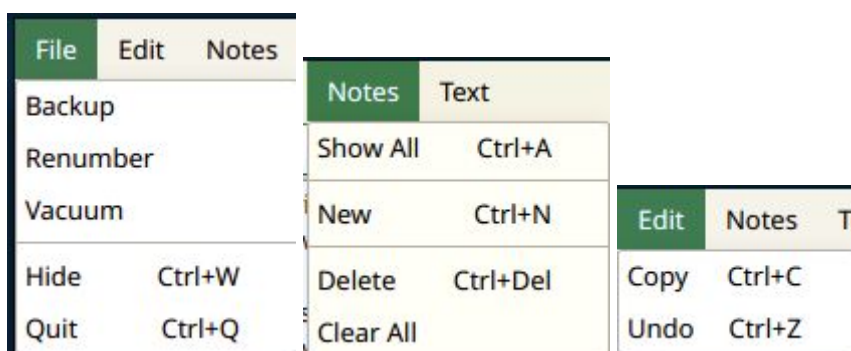 File Edit Notes
Backup
Renumber
Vacuum
Hide Ctrl+W
Quit Ctrl+Q
Notes Text
Show All Ctrl+A
New Ctrl+N
Delete Ctrl+Del
Clear All
Edit Notes
Copy Ctrl+C
Undo Ctrl+Z